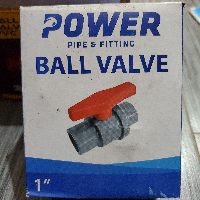 POWER
PIPE & FITTING
BALL VALVE
1"